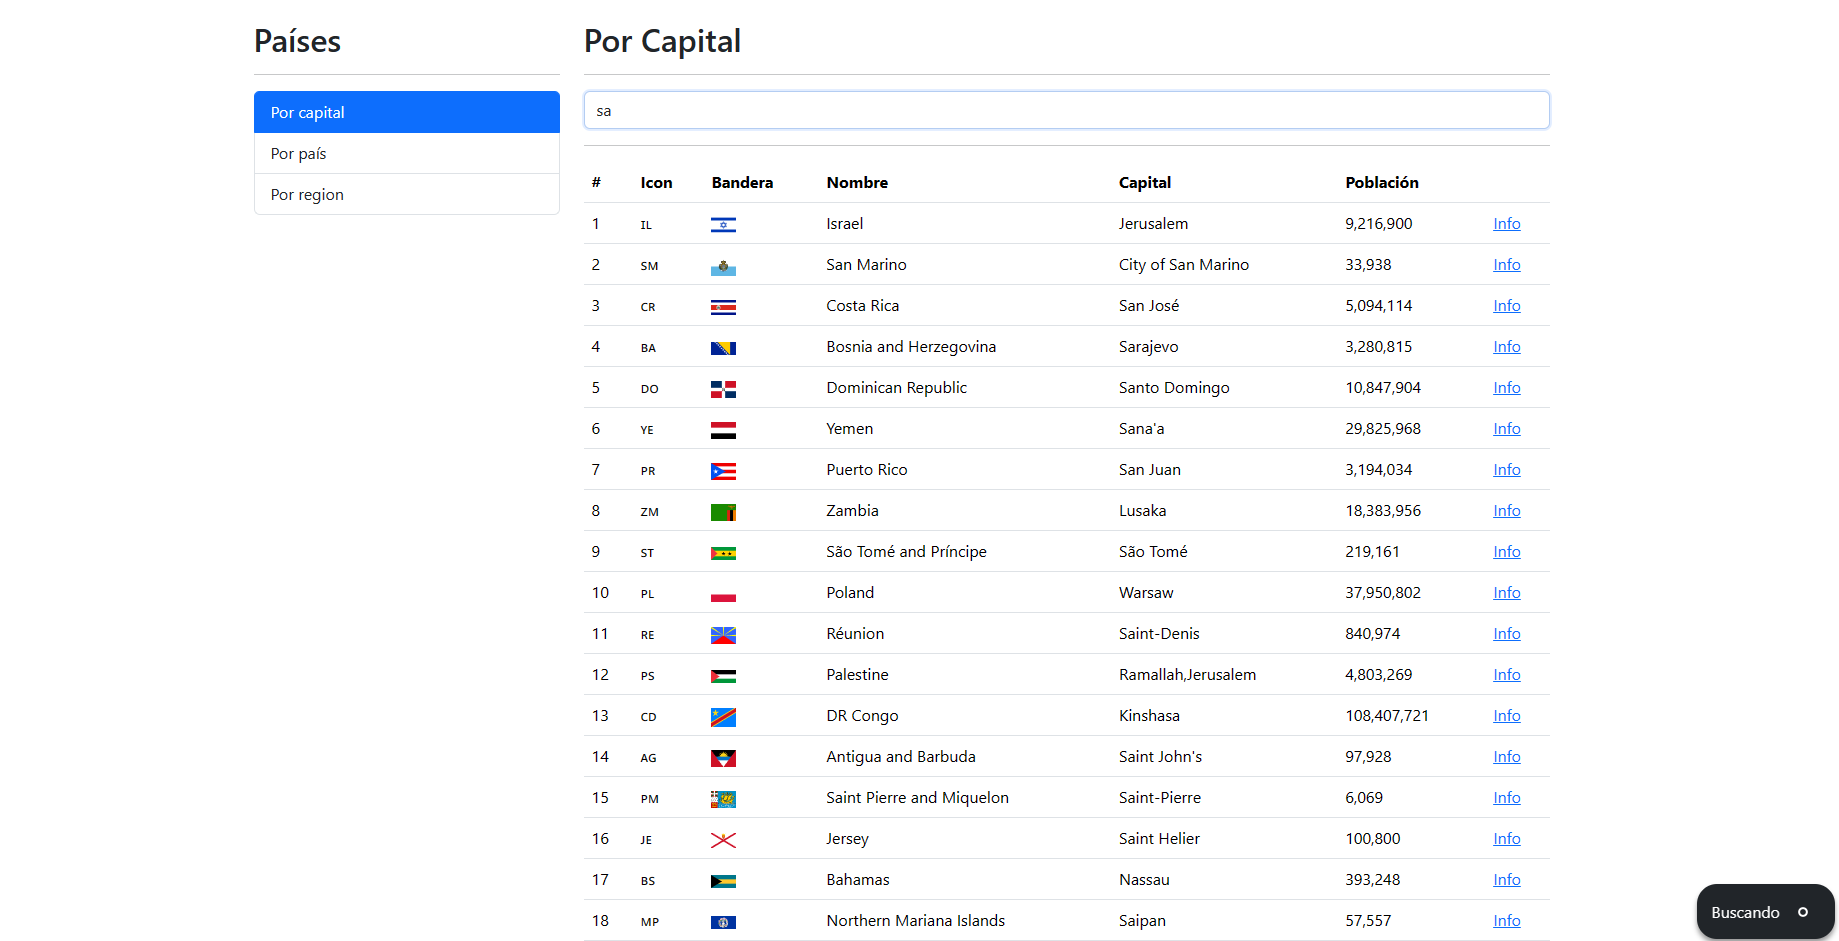 Países
Por capital
Por país
Por region
Por Capital
sa
# Icon Bandera Nombre Capital Población
1 IL Israel Jerusalem 9,216,900 Info
2 SM San Marino City of San Marino 33,938 Info
3 CR Costa Rica San José 5,094,114 Info
4 BA Bosnia and Herzegovina Sarajevo 3,280,815 Info
5 DO Dominican Republic Santo Domingo 10,847,904 Info
6 YE Yemen Sana'a 29,825,968 Info
7 PR Puerto Rico San Juan 3,194,034 Info
8 ZM Zambia Lusaka 18,383,956 Info
9 ST São Tomé and Príncipe São Tomé 219,161 Info
10 PL Poland Warsaw 37,950,802 Info
11 RE Réunion Saint-Denis 840,974 Info
12 PS Palestine Ramallah,Jerusalem 4,803,269 Info
13 CD DR Congo Kinshasa 108,407,721 Info
14 AG Antigua and Barbuda Saint John's 97,928 Info
15 PM Saint Pierre and Miquelon Saint-Pierre 6,069 Info
16 JE Jersey Saint Helier 100,800 Info
17 BS Bahamas Nassau 393,248 Info
18 MP Northern Mariana Islands Saipan 57,557 Info
Buscando